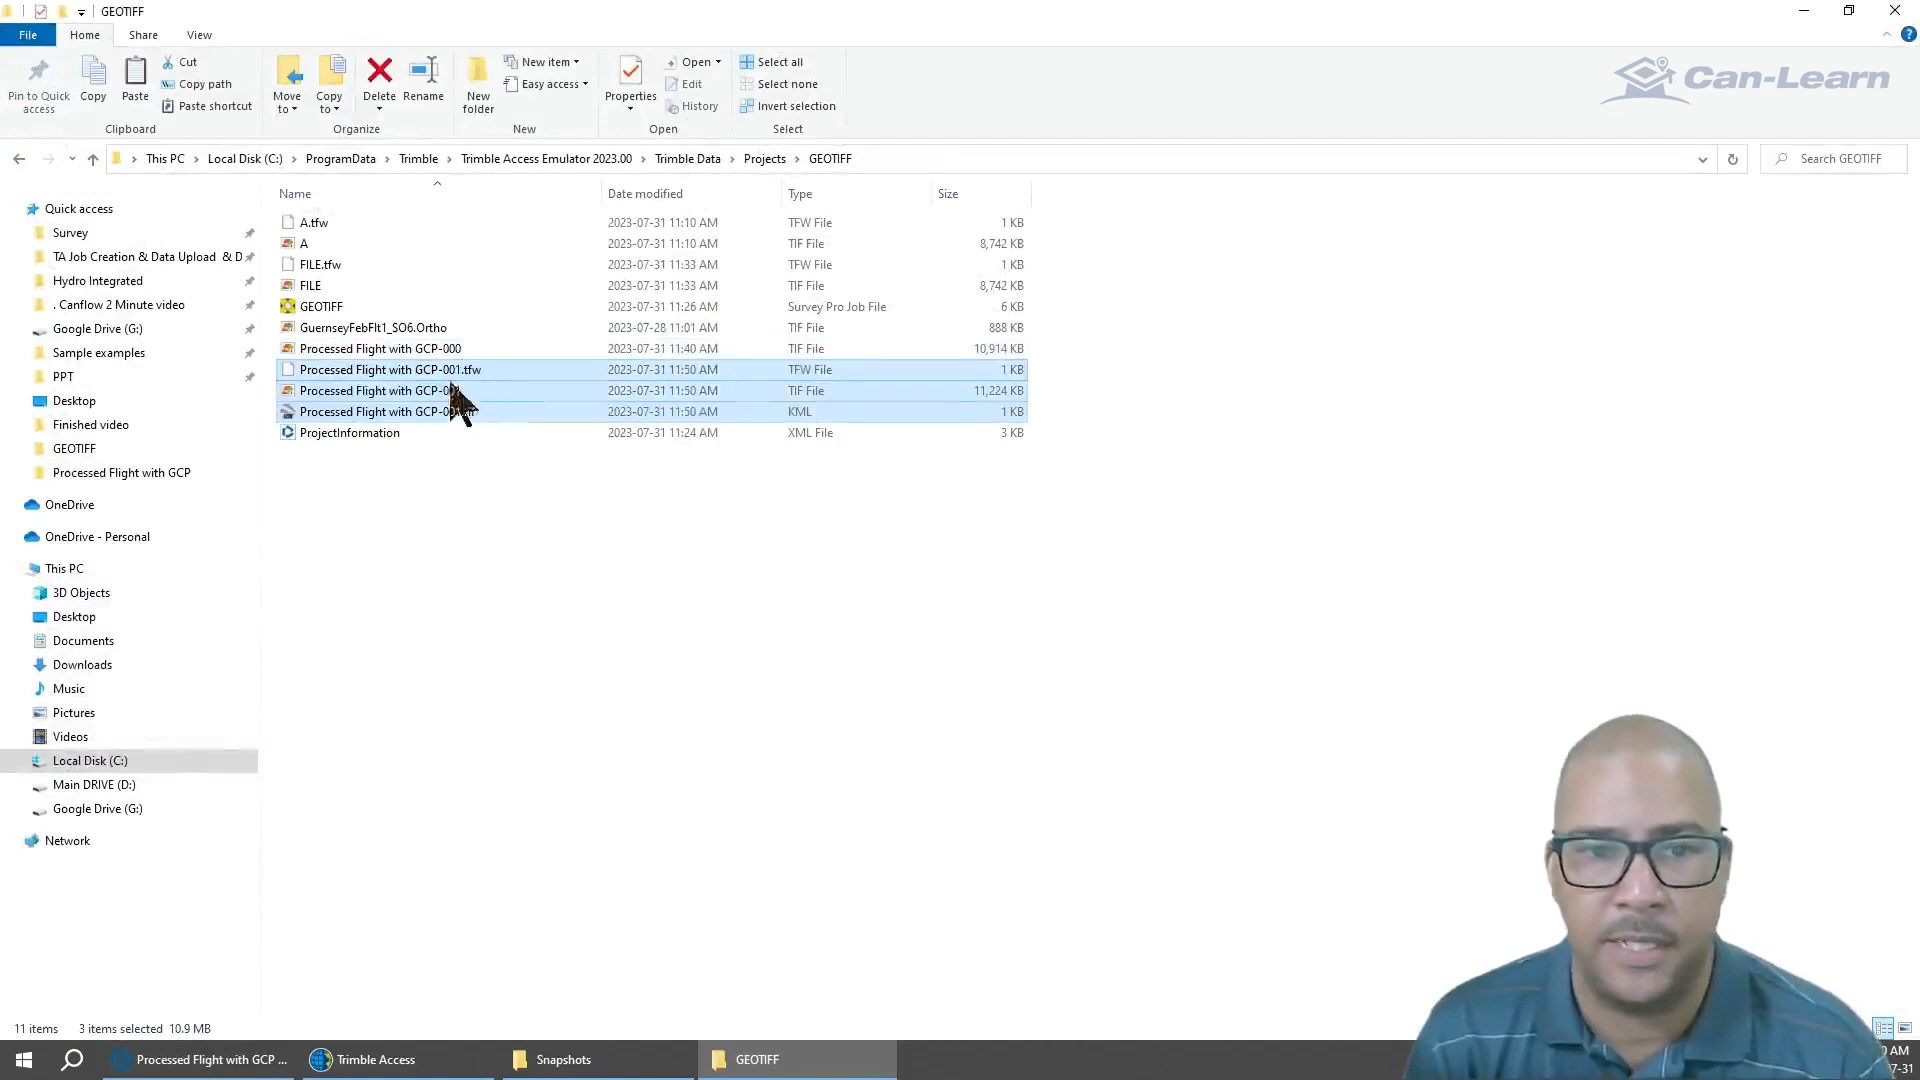 GEOTIFF
File Home Share View
Pin to Quick access
Copy
Paste
Cut
Copy path
Paste shortcut
Clipboard
Move to
Copy to
Delete
Rename
Organize
New folder
New item
Easy access
New
Properties
Open
Edit
History
Open
Select all
Select none
Invert selection
Select
Can-Learn
This PC > Local Disk (C:) > ProgramData > Trimble > Trimble Access Emulator 2023.00 > Trimble Data > Projects > GEOTIFF
Search GEOTIFF
Name Date modified Type Size
A.tfw 2023-07-31 11:10 AM TFW File 1 KB
A 2023-07-31 11:10 AM TIF File 8,742 KB
FILE.tfw 2023-07-31 11:33 AM TFW File 1 KB
FILE 2023-07-31 11:33 AM TIF File 8,742 KB
GEOTIFF 2023-07-31 11:26 AM Survey Pro Job File 6 KB
GuernseyFebFlt1_SO6.Ortho 2023-07-28 11:01 AM TIF File 888 KB
Processed Flight with GCP-000 2023-07-31 11:40 AM TIF File 10,914 KB
Processed Flight with GCP-001.tfw 2023-07-31 11:50 AM TFW File 1 KB
Processed Flight with 2023-07-31 11:50 AM TIF File 11,224 KB
Processed Flight with 2023-07-31 11:50 AM KML 1 KB
ProjectInformation 2023-07-31 11:24 AM XML File 3 KB
Quick access
Survey
TA Job Creation & Data Upload & D
Hydro Integrated
. Canflow 2 Minute video
Google Drive (G:)
Sample examples
PPT
Desktop
Finished video
GEOTIFF
Processed Flight with GCP
OneDrive
OneDrive - Personal
This PC
3D Objects
Desktop
Documents
Downloads
Music
Pictures
Videos
Local Disk (C:)
Main DRIVE (D:)
Google Drive (G:)
Network
11 items 3 items selected 10.9 MB
Processed Flight with GCP ...
Trimble Access
Snapshots
GEOTIFF
AM
07-31